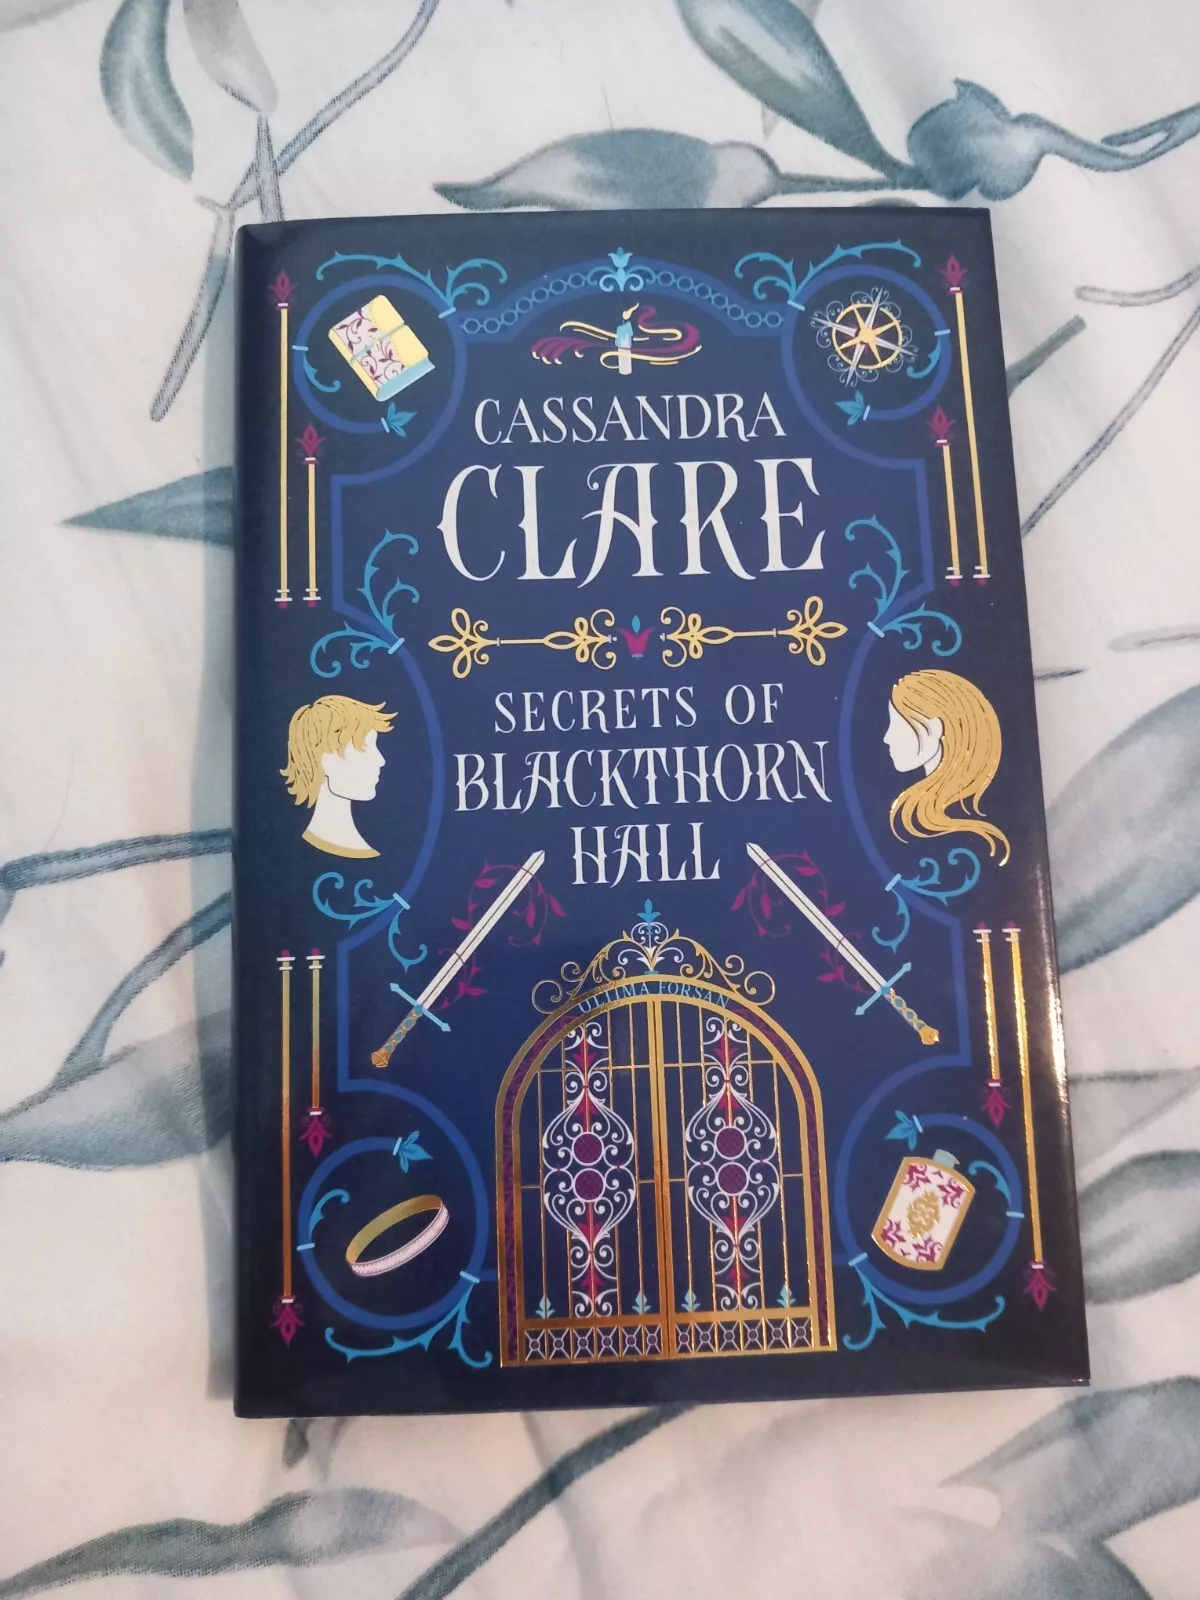 CASSANDRA
CLARE
SECRETS OF
BLACKTHORN
HALL
ULTIMA FORSAN